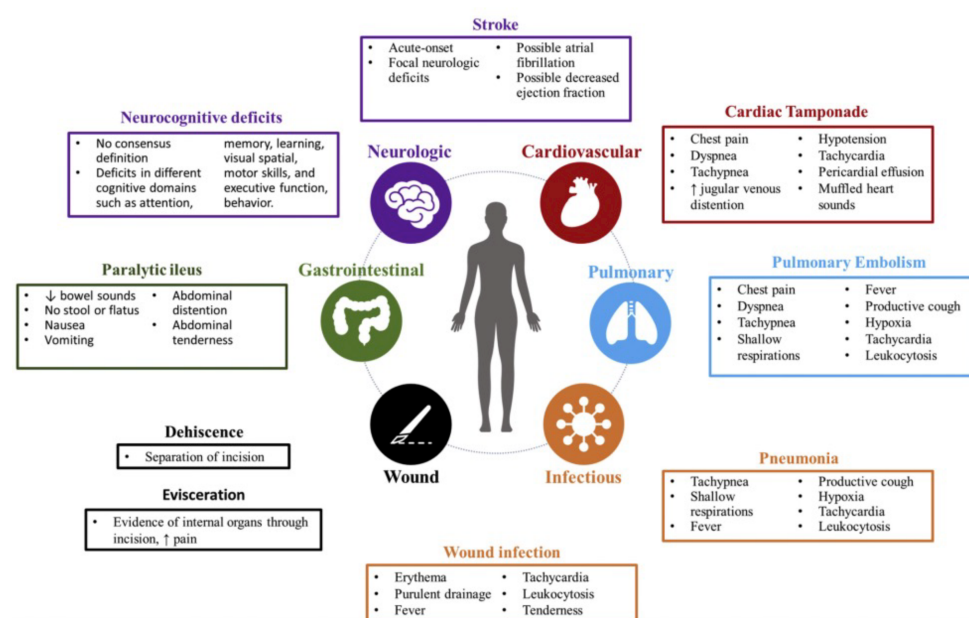 Stroke
• Acute-onset
• Focal neurologic
deficits
• Possible atrial
fibrillation
• Possible decreased
ejection fraction
Neurocognitive deficits
• No consensus
definition
• Deficits in different
cognitive domains
such as attention,
memory, learning,
visual spatial,
motor skills, and
executive function,
behavior.
Neurologic
Cardiovascular
Cardiac Tamponade
• Chest pain
• Dyspnea
• Tachypnea
• ↑ jugular venous
distention
• Hypotension
• Tachycardia
• Pericardial effusion
• Muffled heart
sounds
Paralytic ileus
• ↓ bowel sounds
• No stool or flatus
• Nausea
• Vomiting
• Abdominal
distention
• Abdominal
tenderness
Gastrointestinal
Pulmonary
Pulmonary Embolism
• Chest pain
• Dyspnea
• Tachypnea
• Shallow
respirations
• Fever
• Productive cough
• Hypoxia
• Tachycardia
• Leukocytosis
Dehiscence
• Separation of incision
Evisceration
• Evidence of internal organs through
incision, ↑ pain
Wound
Infectious
Pneumonia
• Tachypnea
• Shallow
respirations
• Fever
• Productive cough
• Hypoxia
• Tachycardia
• Leukocytosis
Wound infection
• Erythema
• Purulent drainage
• Fever
• Tachycardia
• Leukocytosis
• Tenderness